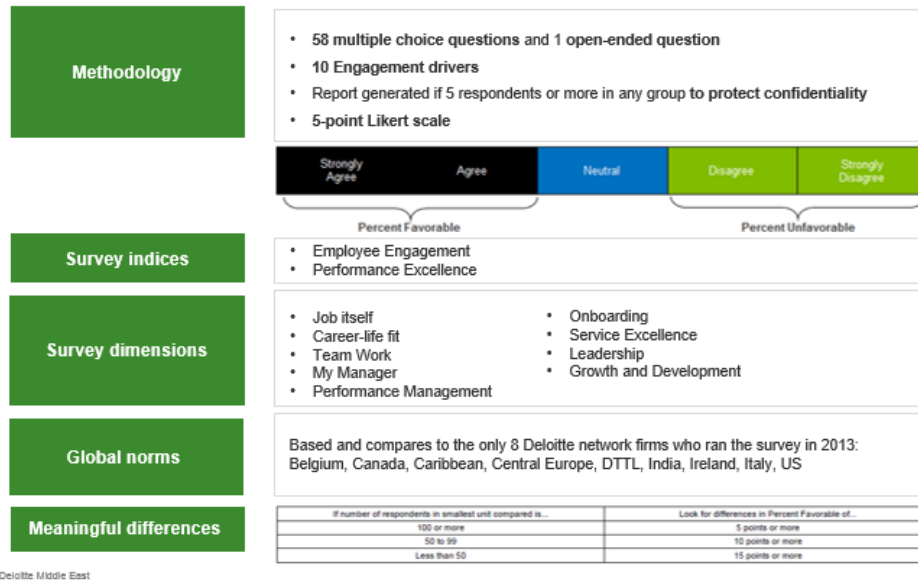 Methodology
• 58 multiple choice questions and 1 open-ended question
• 10 Engagement drivers
• Report generated if 5 respondents or more in any group to protect confidentiality
• 5-point Likert scale
Strongly Agree
Agree
Neutral
Disagree
Strongly Disagree
Percent Favorable
Percent Unfavorable
Survey indices
• Employee Engagement
• Performance Excellence
Survey dimensions
• Job itself
• Career-life fit
• Team Work
• My Manager
• Performance Management
• Onboarding
• Service Excellence
• Leadership
• Growth and Development
Global norms
Based and compares to the only 8 Deloitte network firms who ran the survey in 2013:
Belgium, Canada, Caribbean, Central Europe, DTTL, India, Ireland, Italy, US
Meaningful differences
If number of respondents in smallest unit compared is... Look for differences in Percent Favorable of...
100 or more 5 points or more
50 to 99 10 points or more
Less than 50 15 points or more
Deloitte Middle East